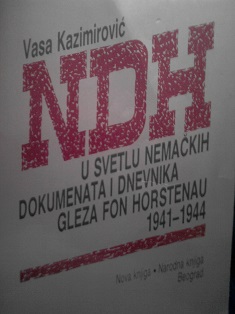 Vasa Kazimirović
NDH
U SVETLU NEMAČKIH
DOKUMENATA I DNEVNIKA
GLEZA FON HORSTENAU
1941–1944
Nova knjiga • Narodna knjiga
Beograd